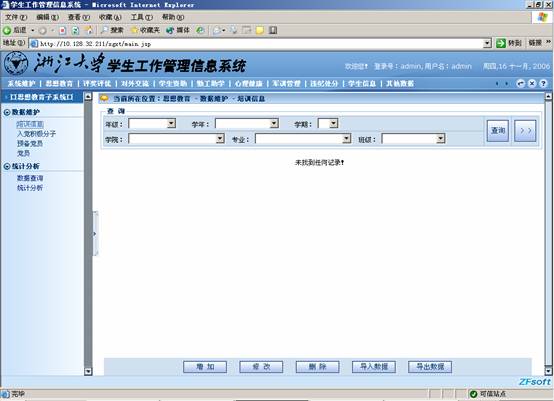 学生工作管理信息系统 - Microsoft Internet Explorer
文件(F) 编辑(E) 查看(V) 收藏(A) 工具(T) 帮助(H)
后退 搜索 收藏夹 媒体
地址(D) http://10.128.32.211/xgxt/main.jsp 转到 链接 »
浙江大学 学生工作管理信息系统
欢迎您! 登录号：admin,用户名：admin 周四,16 十一月, 2006
系统维护 | 思想教育 | 评奖评优 | 对外交流 | 学生资助 | 勤工助学 | 心理健康 | 军训管理 | 违纪处分 | 学生信息 | 其他数据
思想教育子系统
当前所在位置：思想教育 - 数据维护 - 培训信息
数据维护
培训信息
入党积极分子
预备党员
党员
统计分析
数据查询
统计分析
查 询
年级： 学年： 学期：
学院： 专业： 班级：
查询 > >
未找到任何记录!
增 加 修 改 删 除 导入数据 导出数据
ZFsoft
完毕 可信站点